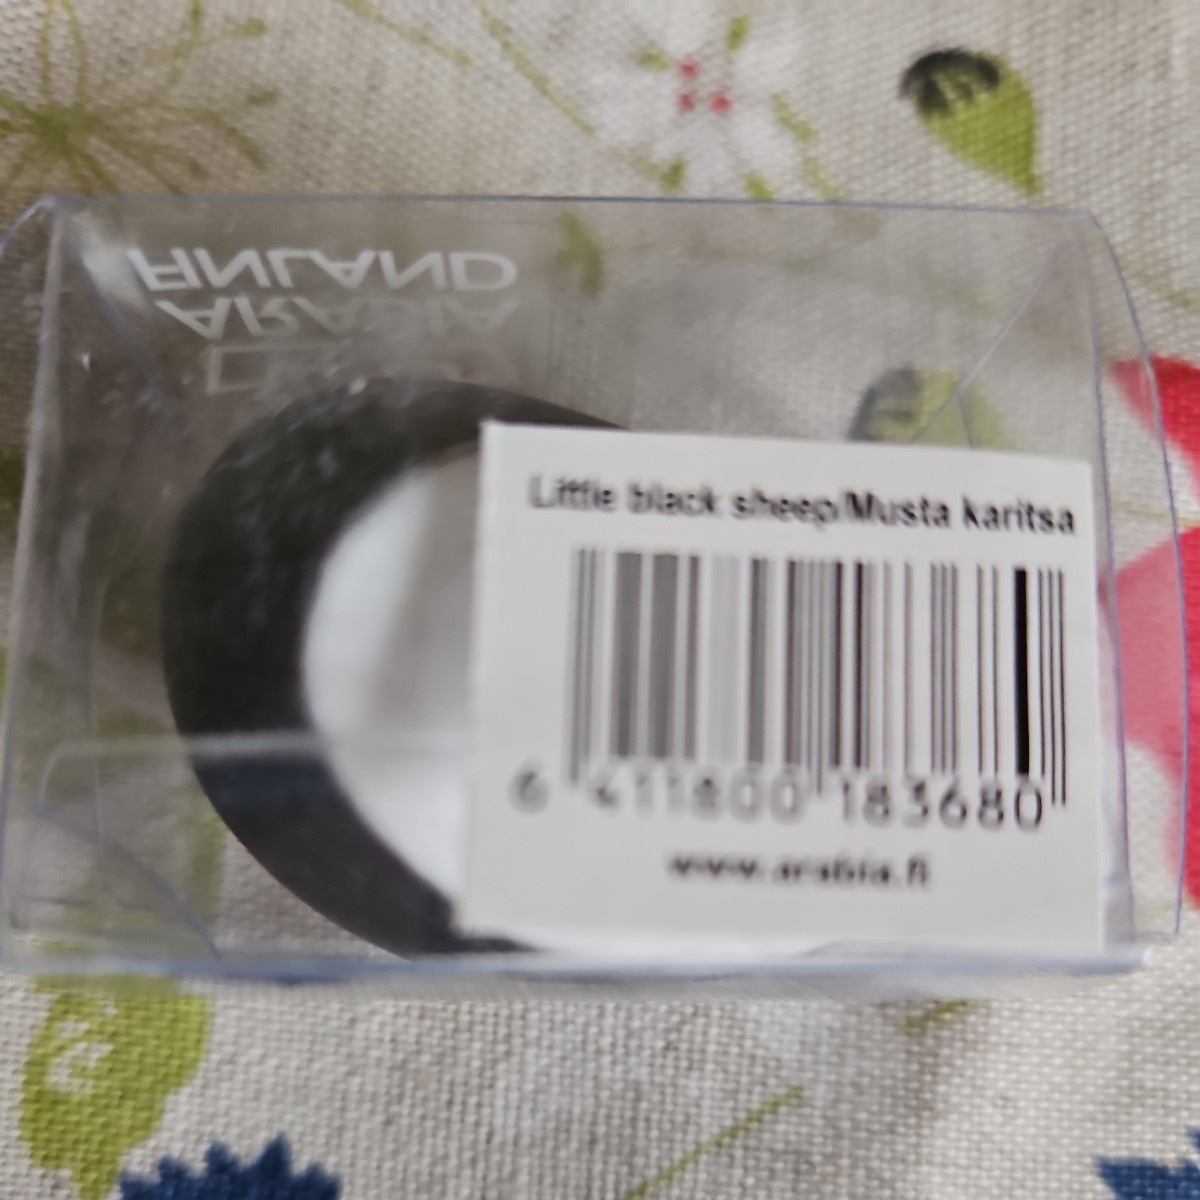 FINLAND
ARABIA
Little black sheep/Musta karitsa
6 411800 183680
www.arabia.fi